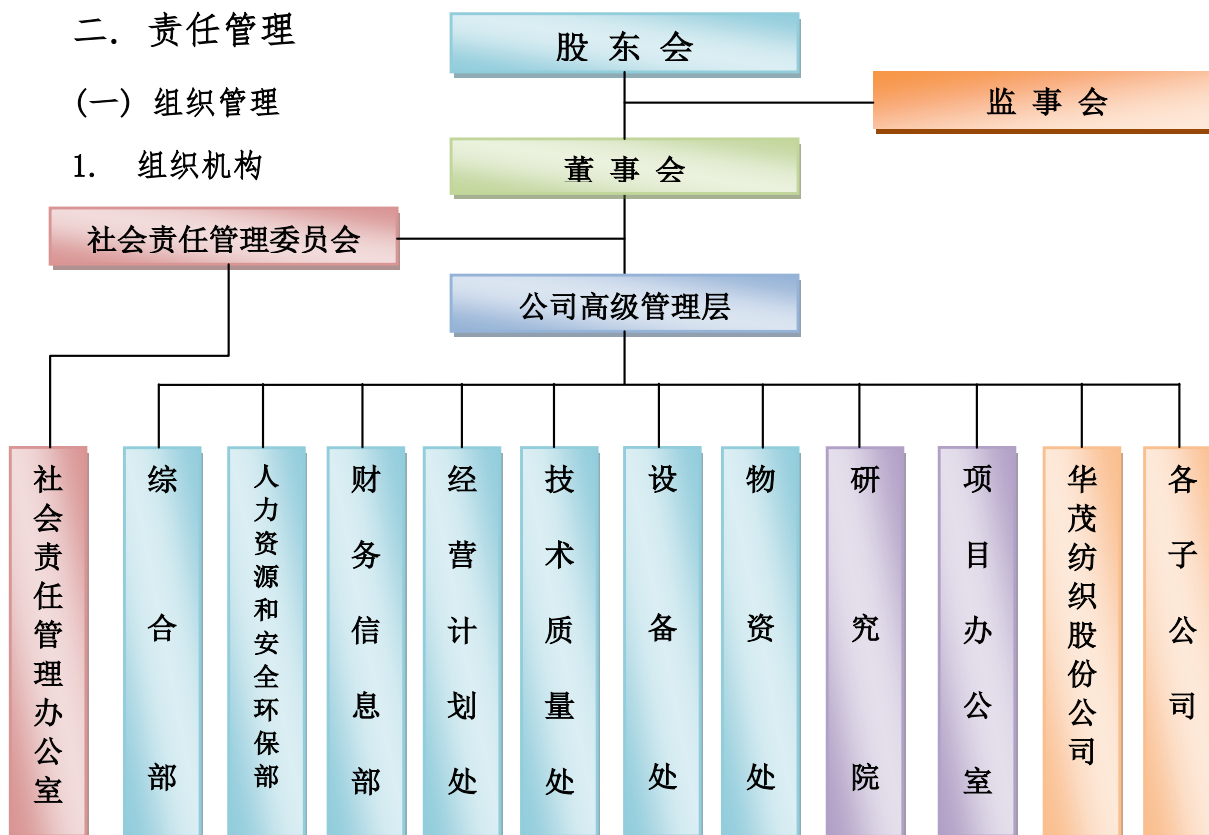 二. 责任管理
(一) 组织管理
1. 组织机构
股东会
监事会
董事会
社会责任管理委员会
公司高级管理层
社会责任管理办公室
综合部
人力资源和安全环保部
财务信息部
经营计划处
技术质量处
设备处
物资处
研究院
项目办公室
华茂纺织股份公司
各子公司